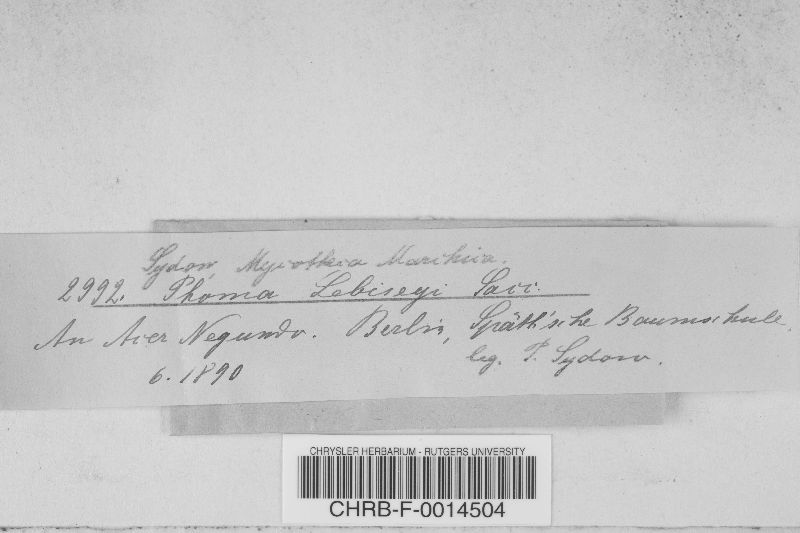 Sydow, Mycotheca Marchica.
2992. Phoma Lebiseyi Sacc.
An Acer Negundo. Berlin, Späth'sche Baumschule,
leg. P. Sydow.
6. 1890
CHRYSLER HERBARIUM - RUTGERS UNIVERSITY
CHRB-F-0014504